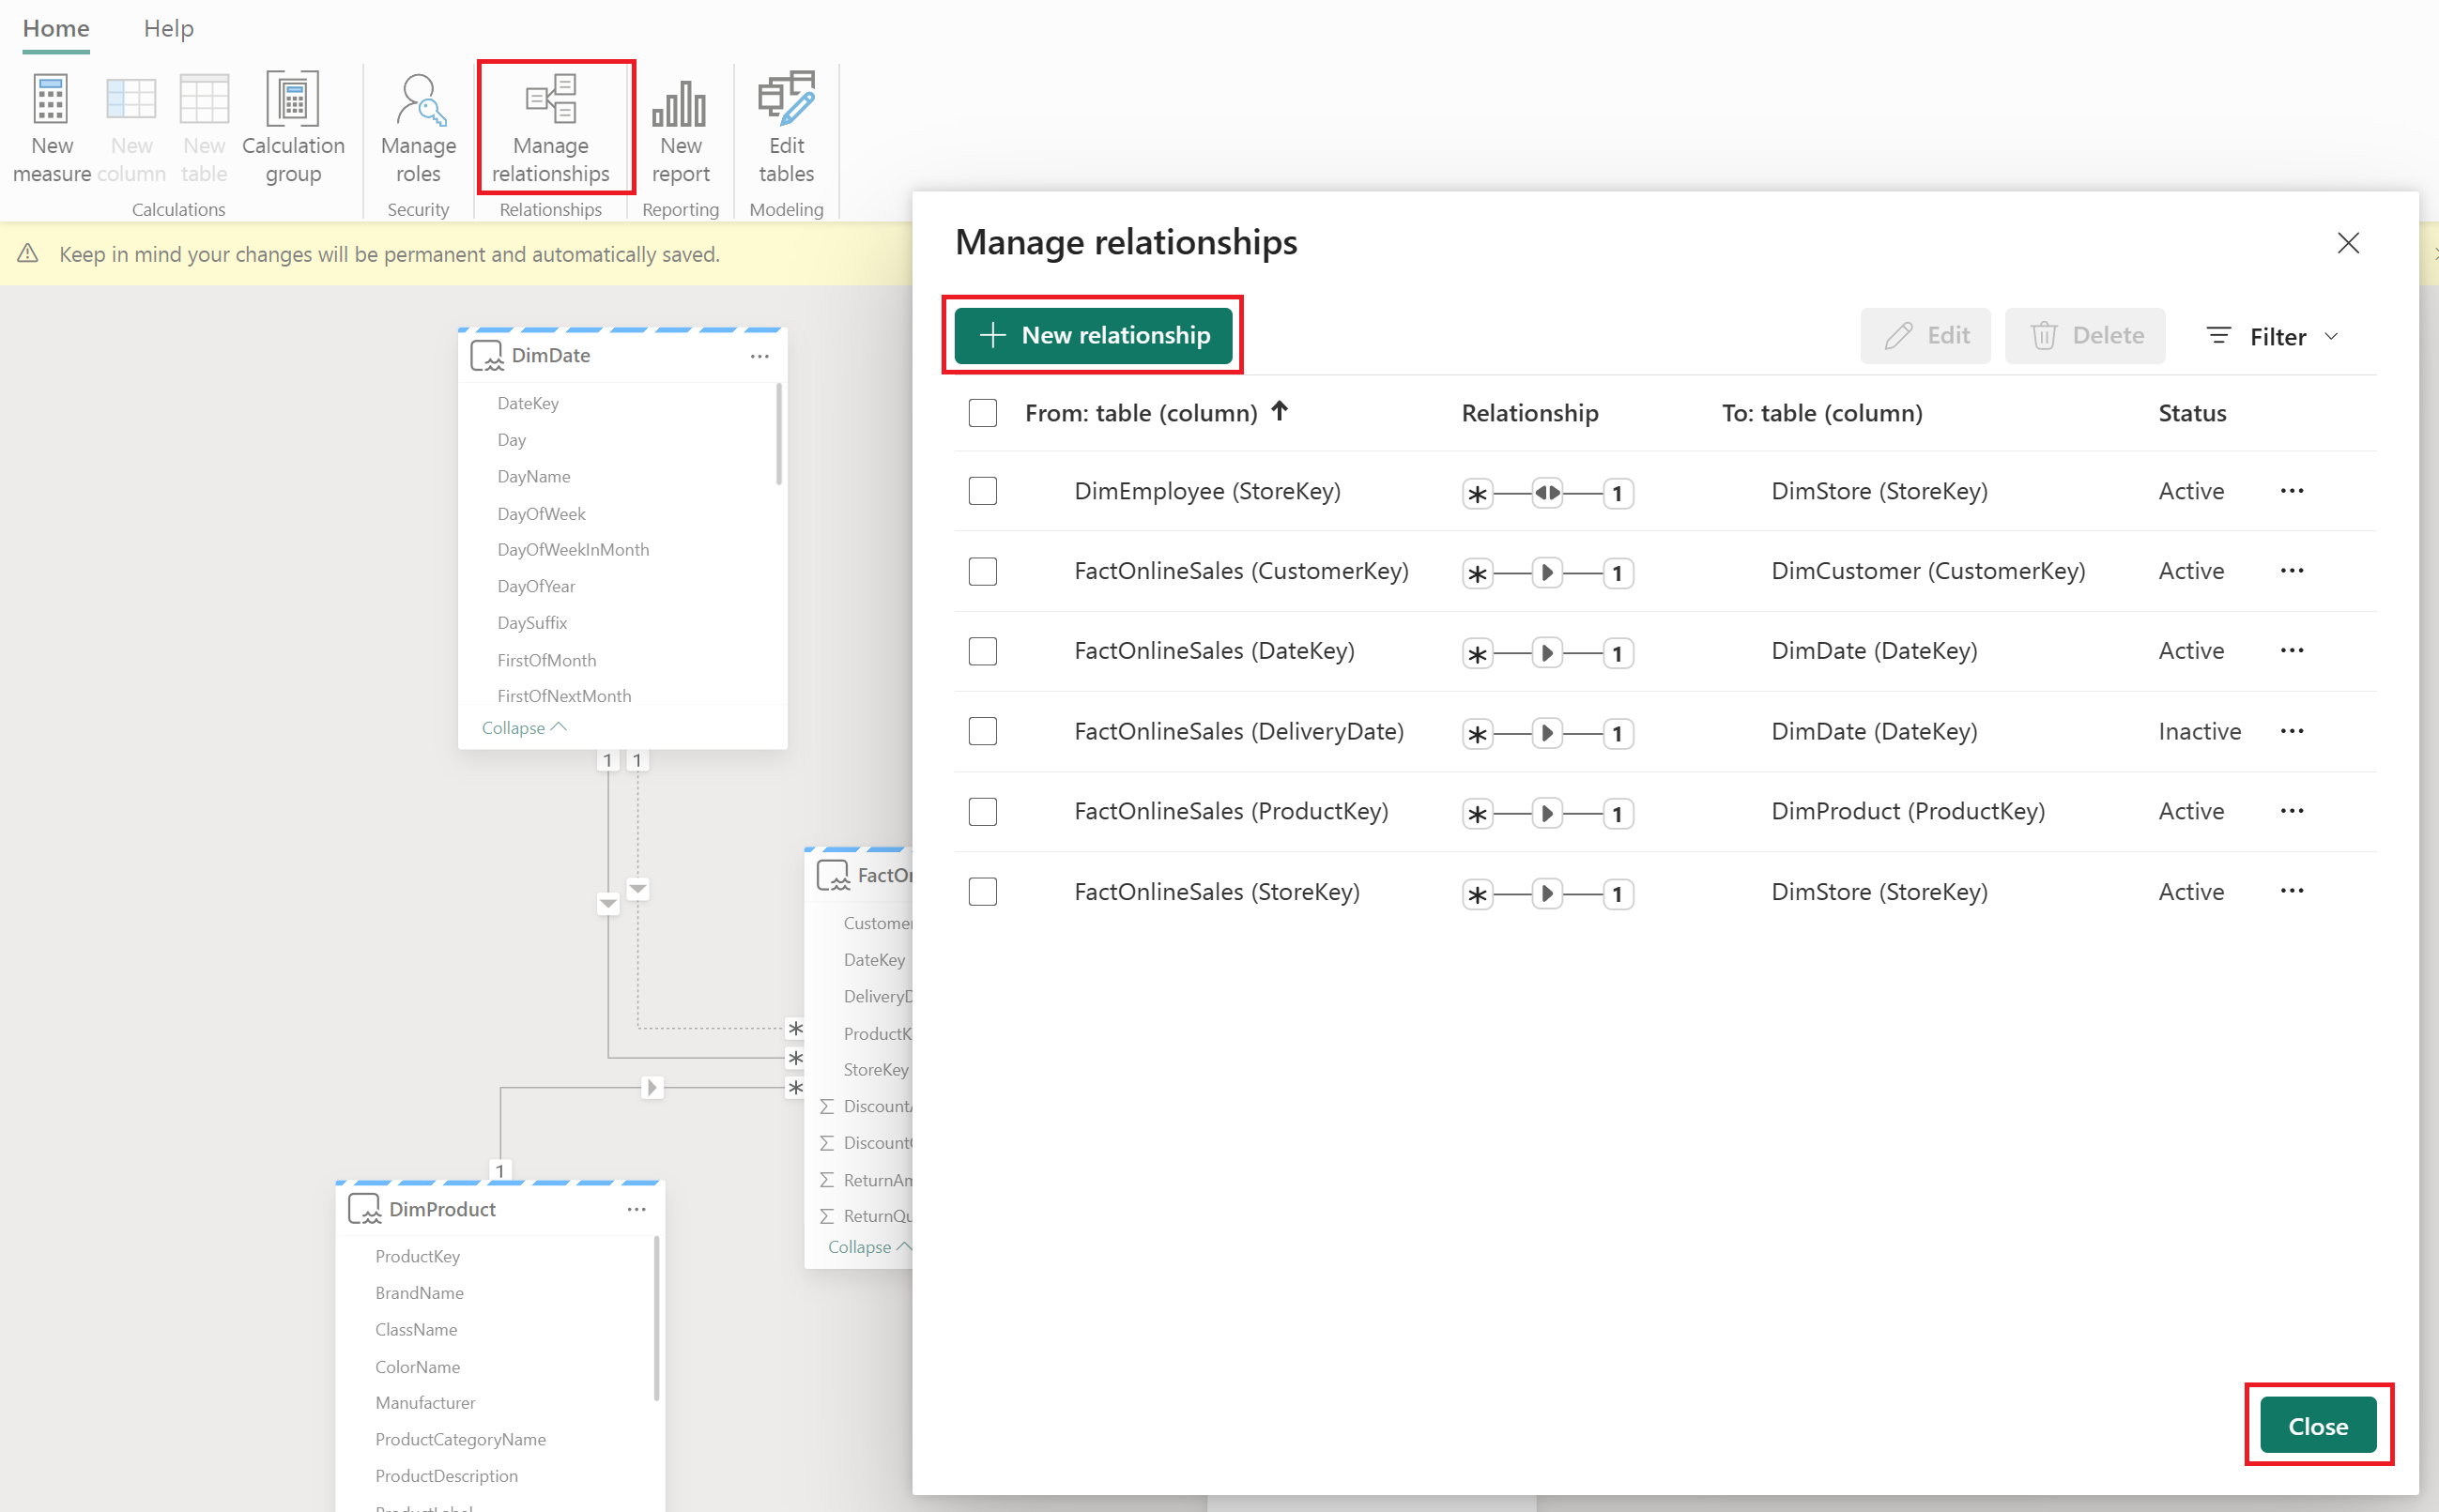 Home Help
New measure
New column
New table
Calculation group
Manage roles
Manage relationships
New report
Edit tables
Calculations Security Relationships Reporting Modeling
Keep in mind your changes will be permanent and automatically saved.
DimDate ...
DateKey
Day
DayName
DayOfWeek
DayOfWeekInMonth
DayOfYear
DaySuffix
FirstOfMonth
FirstOfNextMonth
Collapse
1 1
*
*
*
1
FactOn
Customer
DateKey
DeliveryD
ProductK
StoreKey
Σ Discount
Σ Discount
Σ ReturnAm
Σ ReturnQu
Collapse
DimProduct ...
ProductKey
BrandName
ClassName
ColorName
Manufacturer
ProductCategoryName
ProductDescription
Manage relationships
+ New relationship Edit Delete Filter
From: table (column) ↑ Relationship To: table (column) Status
DimEmployee (StoreKey) * 1 DimStore (StoreKey) Active ...
FactOnlineSales (CustomerKey) * 1 DimCustomer (CustomerKey) Active ...
FactOnlineSales (DateKey) * 1 DimDate (DateKey) Active ...
FactOnlineSales (DeliveryDate) * 1 DimDate (DateKey) Inactive ...
FactOnlineSales (ProductKey) * 1 DimProduct (ProductKey) Active ...
FactOnlineSales (StoreKey) * 1 DimStore (StoreKey) Active ...
Close